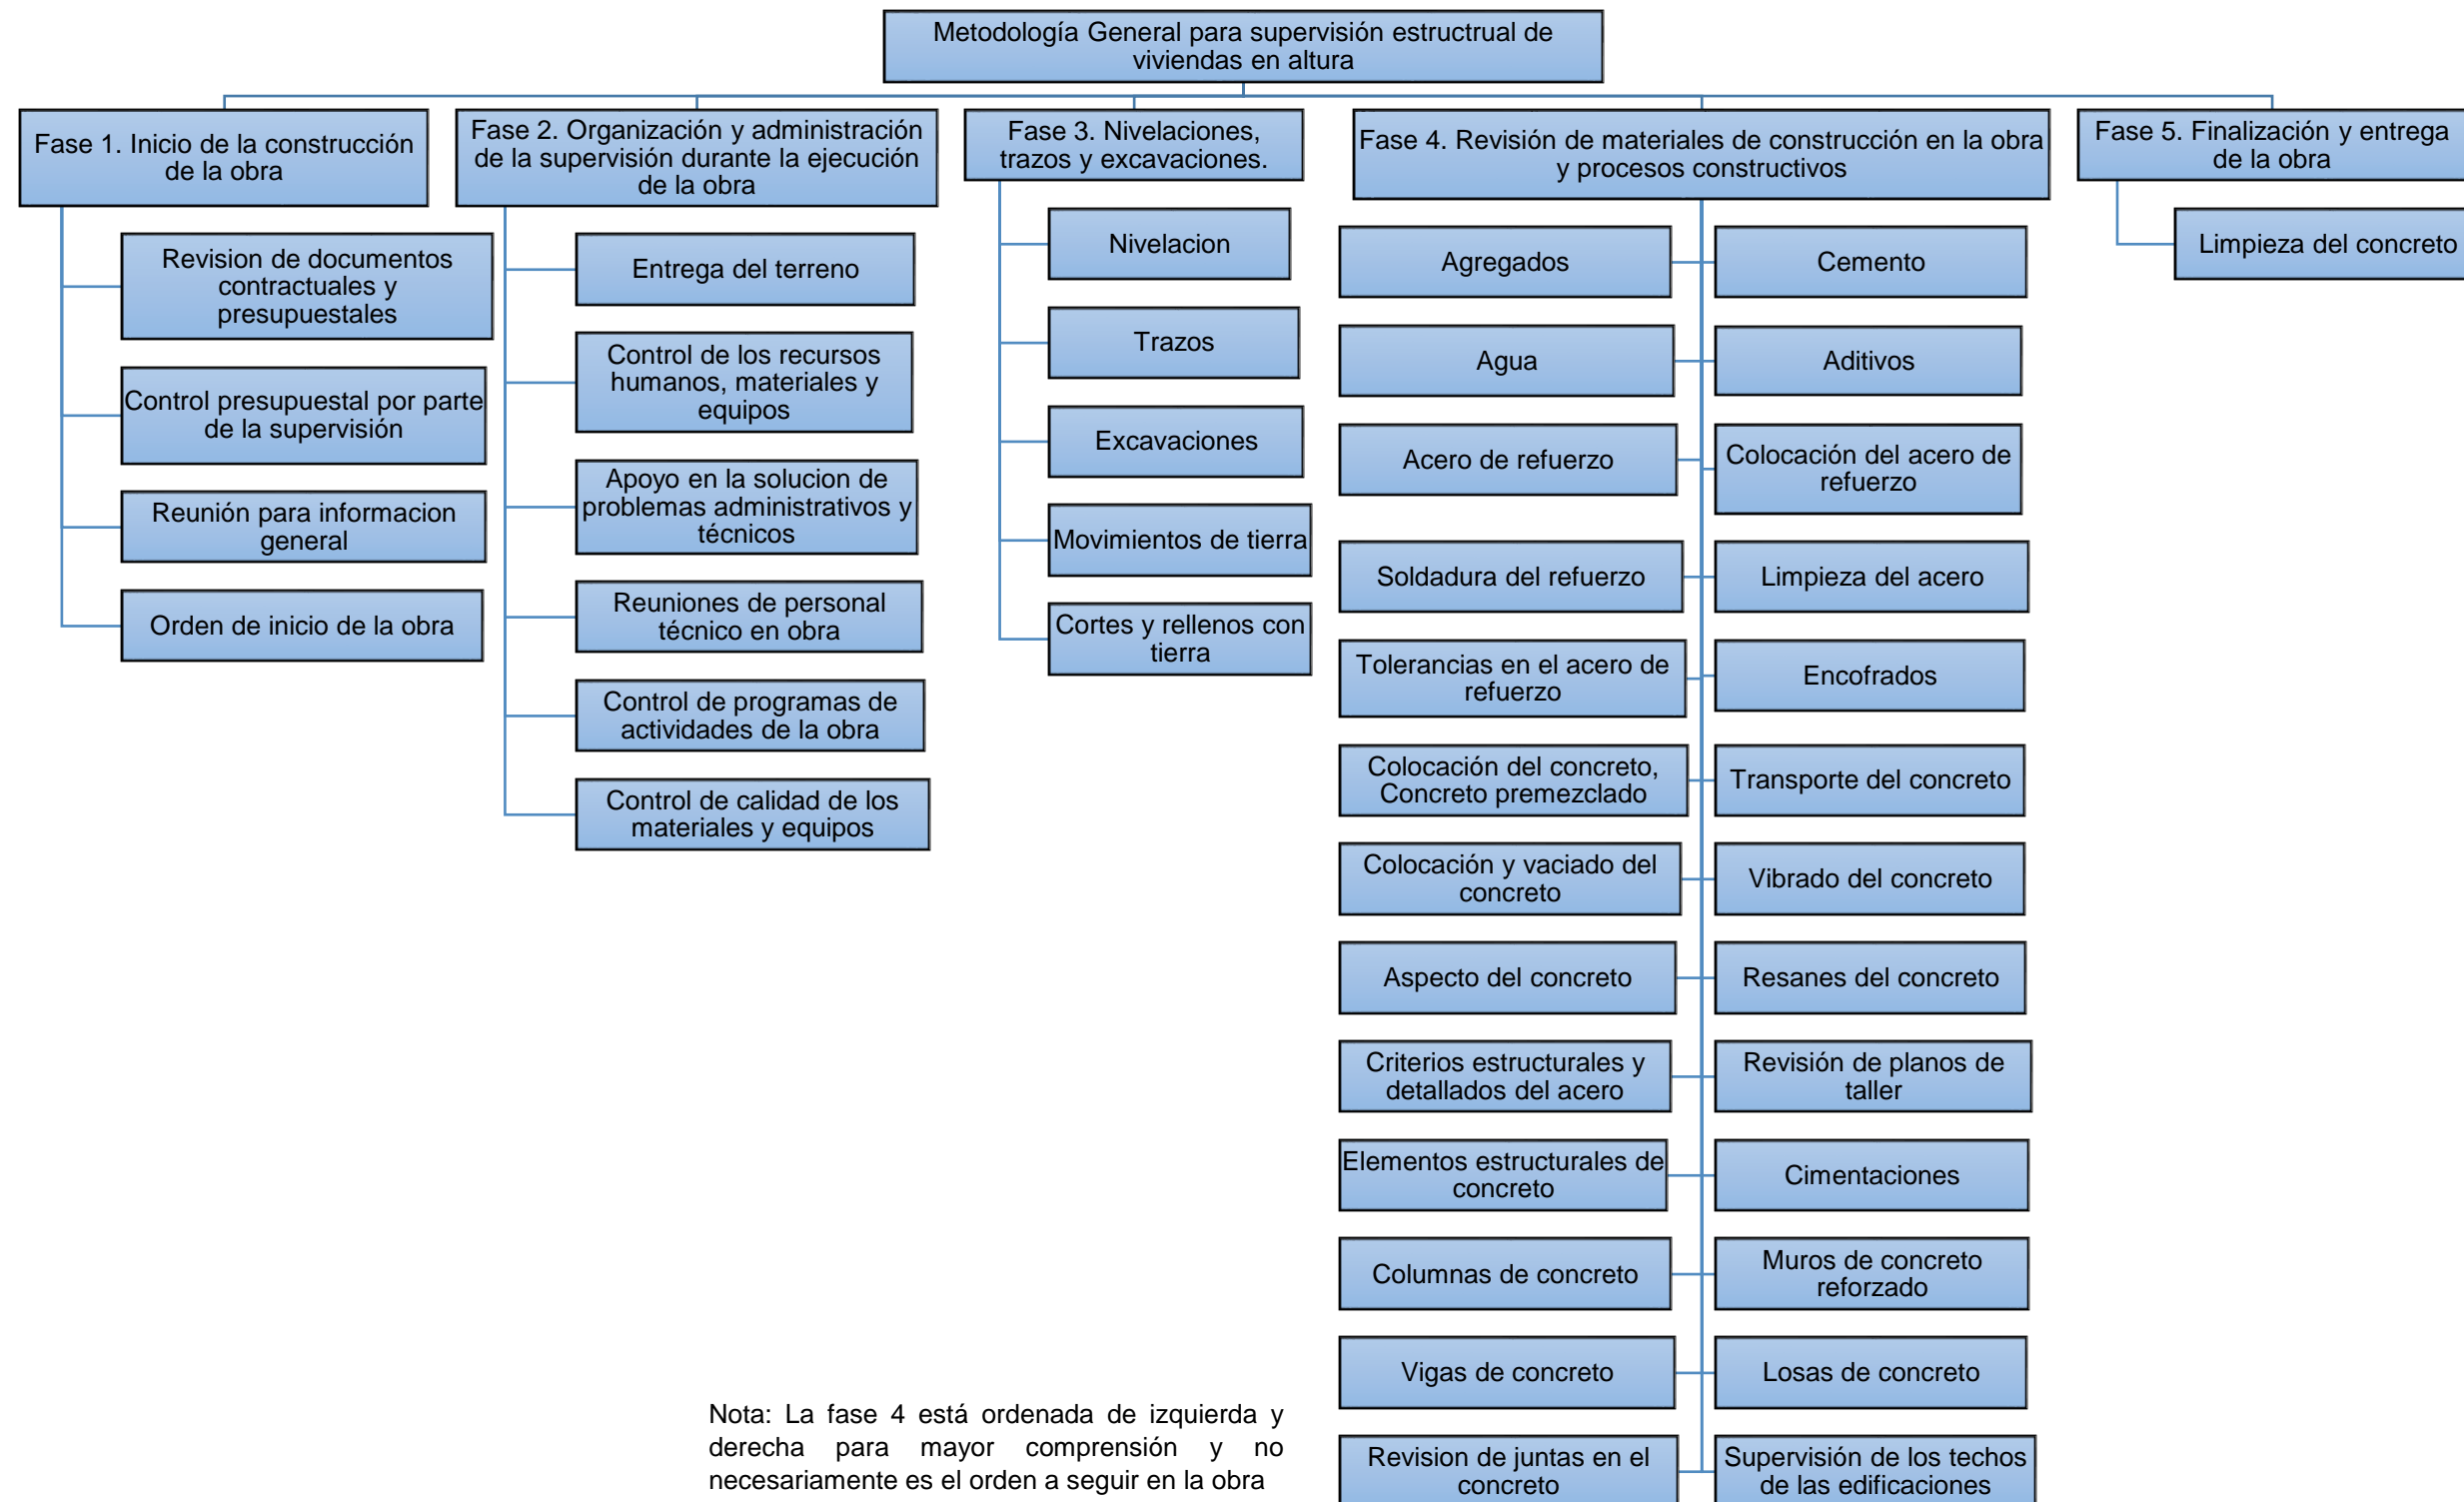 Metodología General para supervisión estructrual de
viviendas en altura
Fase 1. Inicio de la construcción
de la obra
Revision de documentos
contractuales y
presupuestales
Control presupuestal por parte
de la supervisión
Reunión para informacion
general
Orden de inicio de la obra
Fase 2. Organización y administración
de la supervisión durante la ejecución
de la obra
Entrega del terreno
Control de los recursos
humanos, materiales y
equipos
Apoyo en la solucion de
problemas administrativos y
técnicos
Reuniones de personal
técnico en obra
Control de programas de
actividades de la obra
Control de calidad de los
materiales y equipos
Fase 3. Nivelaciones,
trazos y excavaciones.
Nivelacion
Trazos
Excavaciones
Movimientos de tierra
Cortes y rellenos con
tierra
Fase 4. Revisión de materiales de construcción en la obra
y procesos constructivos
Agregados
Cemento
Agua
Aditivos
Acero de refuerzo
Colocación del acero de
refuerzo
Soldadura del refuerzo
Limpieza del acero
Tolerancias en el acero de
refuerzo
Encofrados
Colocación del concreto,
Concreto premezclado
Transporte del concreto
Colocación y vaciado del
concreto
Vibrado del concreto
Aspecto del concreto
Resanes del concreto
Criterios estructurales y
detallados del acero
Revisión de planos de
taller
Elementos estructurales de
concreto
Cimentaciones
Columnas de concreto
Muros de concreto
reforzado
Vigas de concreto
Losas de concreto
Revision de juntas en el
concreto
Supervisión de los techos
de las edificaciones
Fase 5. Finalización y entrega
de la obra
Limpieza del concreto
Nota: La fase 4 está ordenada de izquierda y
derecha para mayor comprensión y no
necesariamente es el orden a seguir en la obra